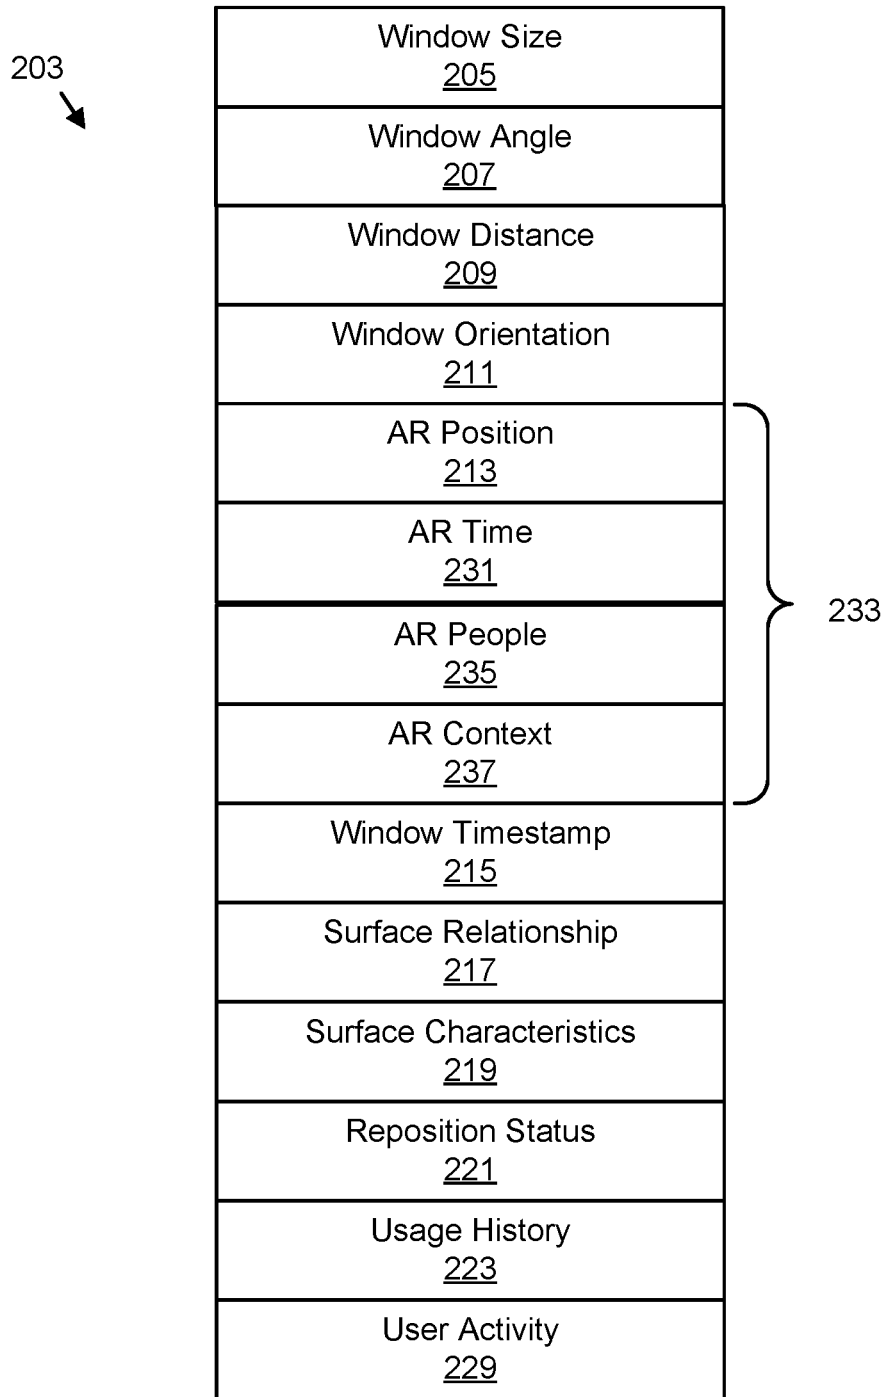 203
Window Size
205
Window Angle
207
Window Distance
209
Window Orientation
211
AR Position
213
AR Time
231
AR People
235
AR Context
237
233
Window Timestamp
215
Surface Relationship
217
Surface Characteristics
219
Reposition Status
221
Usage History
223
User Activity
229